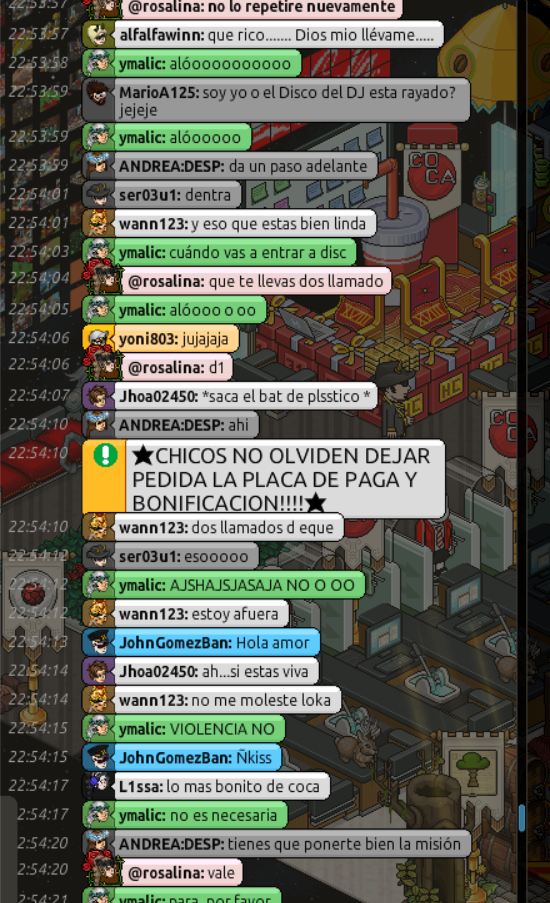 22:53:57 @rosalina: no lo repetire nuevamente
22:53:57 alfalfawinn: que rico....... Dios mio llévame.....
22:53:58 ymalic: alóooooooooooo
22:53:59 MarioA125: soy yo o el Disco del DJ esta rayado?
jejeje
22:53:59 ymalic: alóooooo
22:53:59 ANDREA:DESP: da un paso adelante
22:54:01 ser03u1: dentra
22:54:01 wann123: y eso que estas bien linda
22:54:03 ymalic: cuándo vas a entrar a disc
22:54:04 @rosalina: que te llevas dos llamado
22:54:05 ymalic: alóooo o oo
22:54:06 yoni803: jujajaja
22:54:06 @rosalina: d1
22:54:07 Jhoa02450: *saca el bat de plsstico *
22:54:10 ANDREA:DESP: ahi
22:54:10 ★CHICOS NO OLVIDEN DEJAR
PEDIDA LA PLACA DE PAGA Y
BONIFICACION!!!!★
22:54:10 wann123: dos llamados d eque
22:54:12 ser03u1: esooooo
22:54:12 ymalic: AJSHAJSJASAJA NO O OO
22:54:12 wann123: estoy afuera
22:54:13 JohnGomezBan: Hola amor
22:54:14 Jhoa02450: ah...si estas viva
22:54:14 wann123: no me moleste loka
22:54:15 ymalic: VIOLENCIA NO
22:54:15 JohnGomezBan: Ñkiss
22:54:17 L1ssa: lo mas bonito de coca
22:54:17 ymalic: no es necesaria
22:54:20 ANDREA:DESP: tienes que ponerte bien la misión
22:54:20 @rosalina: vale
22:54:21 ymalic: para, por favor
CO
CA
HC